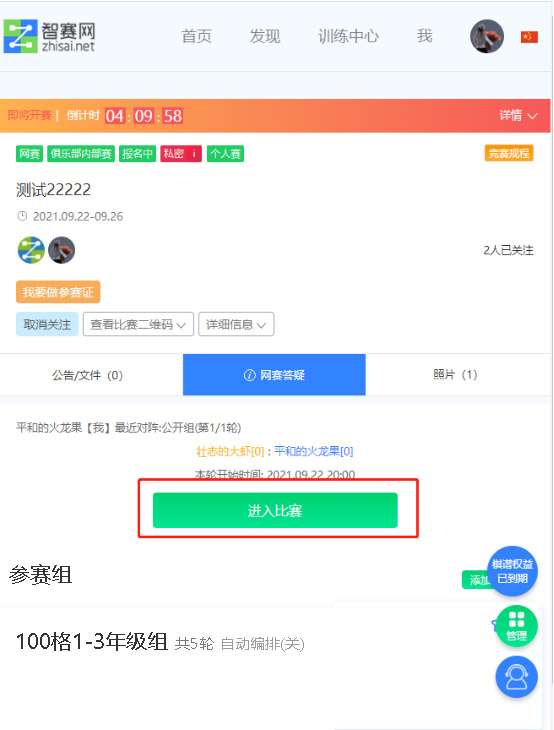 智赛网
zhisai.net
首页 发现 训练中心 我
即将开赛 | 倒计时 04 : 09 : 58 详情
网赛 俱乐部内部赛 报名中 私密 i 个人赛 竞赛规程
测试22222
2021.09.22-09.26
2人已关注
我要做参赛证
取消关注 查看比赛二维码 详细信息
公告/文件（0） 网赛答疑 照片（1）
平和的火龙果【我】最近对阵:公开组(第1/1轮)
壮志的大虾[0] : 平和的火龙果[0]
本轮开始时间: 2021.09.22 20:00
进入比赛
棋谱权益
已到期
参赛组 添加
管理
100格1-3年级组 共5轮 自动编排(关)